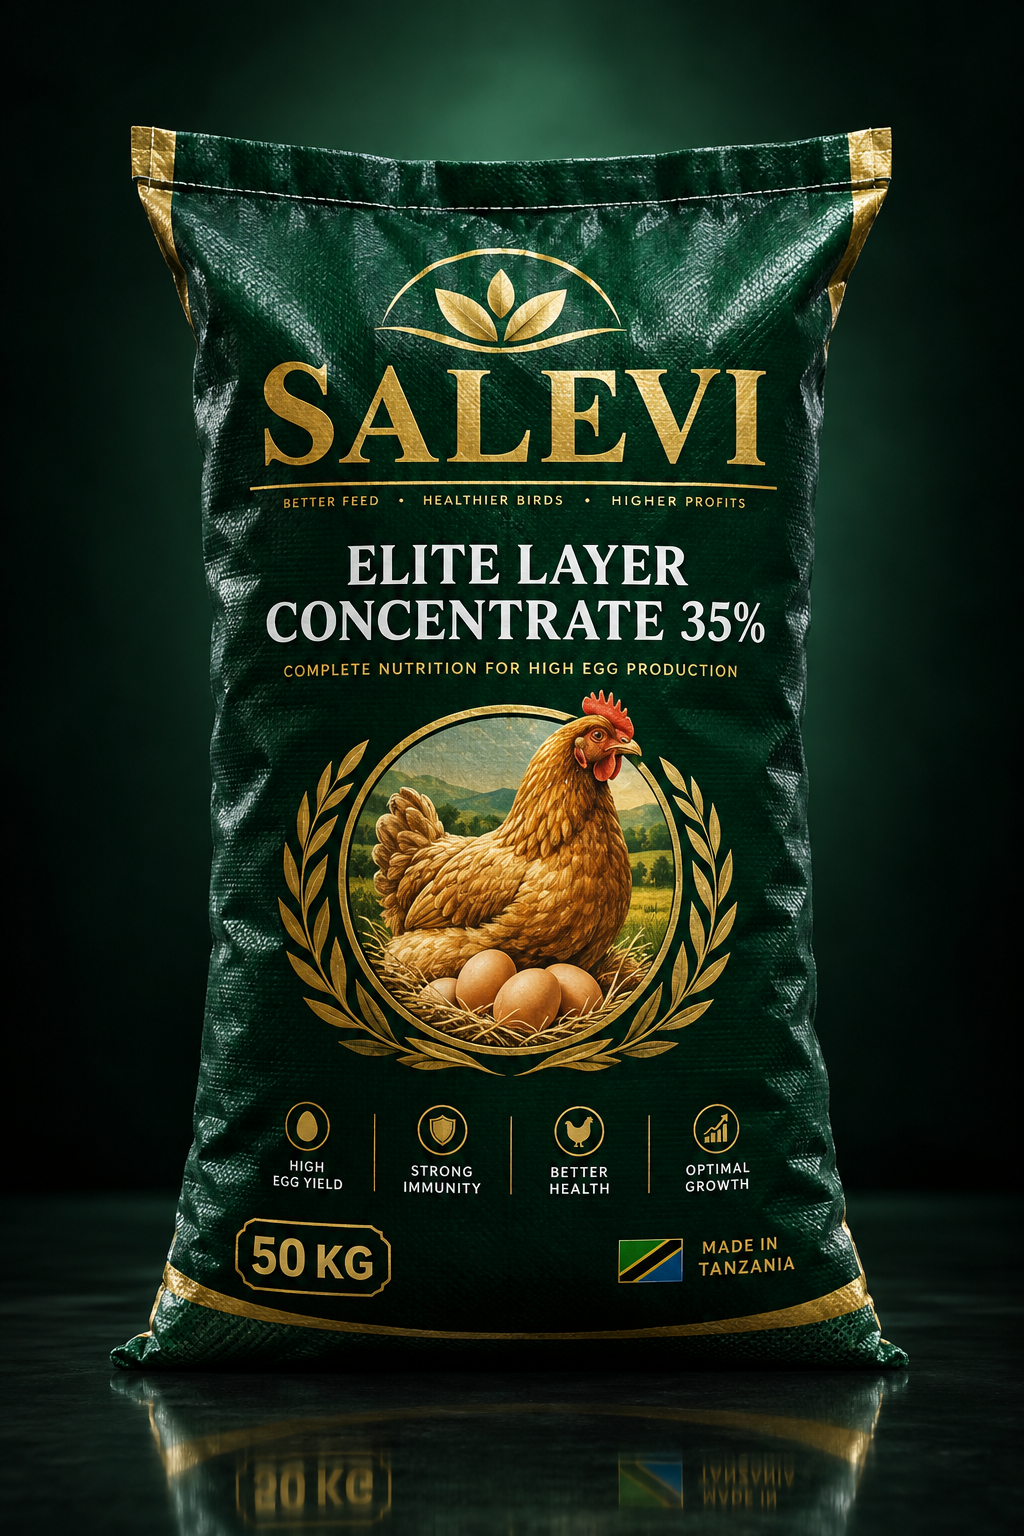 SALEVI
BETTER FEED • HEALTHIER BIRDS • HIGHER PROFITS
ELITE LAYER
CONCENTRATE 35%
COMPLETE NUTRITION FOR HIGH EGG PRODUCTION
HIGH
EGG YIELD
STRONG
IMMUNITY
BETTER
HEALTH
OPTIMAL
GROWTH
50 KG
MADE IN
TANZANIA